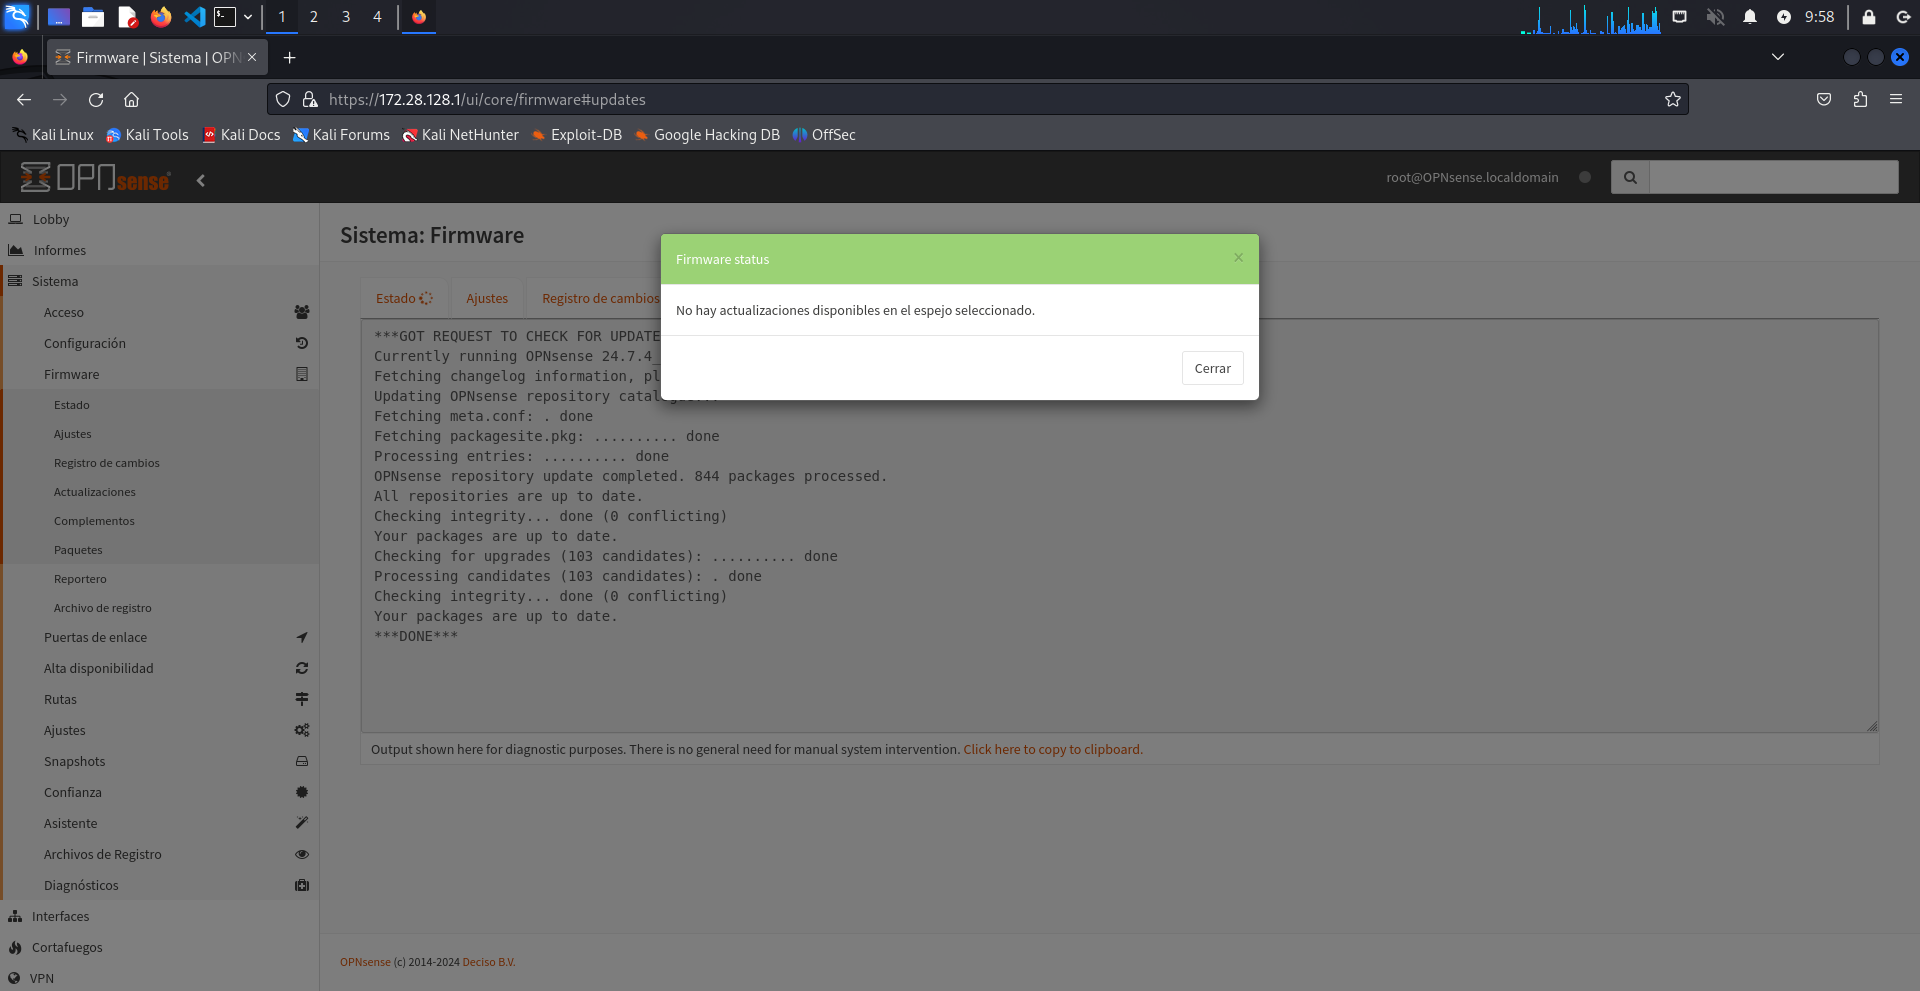 1
2
3
4
9:58
Firmware | Sistema | OPN
https://172.28.128.1/ui/core/firmware#updates
Kali Linux
Kali Tools
Kali Docs
Kali Forums
Kali NetHunter
Exploit-DB
Google Hacking DB
OffSec
OPNsense
root@OPNsense.localdomain
Lobby
Informes
Sistema
Acceso
Configuración
Firmware
Estado
Ajustes
Registro de cambios
Actualizaciones
Complementos
Paquetes
Reportero
Archivo de registro
Puertas de enlace
Alta disponibilidad
Rutas
Ajustes
Snapshots
Confianza
Asistente
Archivos de Registro
Diagnósticos
Interfaces
Cortafuegos
VPN
Sistema: Firmware
Estado
Ajustes
Registro de cambios
Firmware status
×
No hay actualizaciones disponibles en el espejo seleccionado.
Cerrar
***GOT REQUEST TO CHECK FOR UPDATE
Currently running OPNsense 24.7.4_
Fetching changelog information, pl
Updating OPNsense repository catalogue...
Fetching meta.conf: . done
Fetching packagesite.pkg: .......... done
Processing entries: .......... done
OPNsense repository update completed. 844 packages processed.
All repositories are up to date.
Checking integrity... done (0 conflicting)
Your packages are up to date.
Checking for upgrades (103 candidates): .......... done
Processing candidates (103 candidates): . done
Checking integrity... done (0 conflicting)
Your packages are up to date.
***DONE***
Output shown here for diagnostic purposes. There is no general need for manual system intervention. Click here to copy to clipboard.
OPNsense (c) 2014-2024 Deciso B.V.